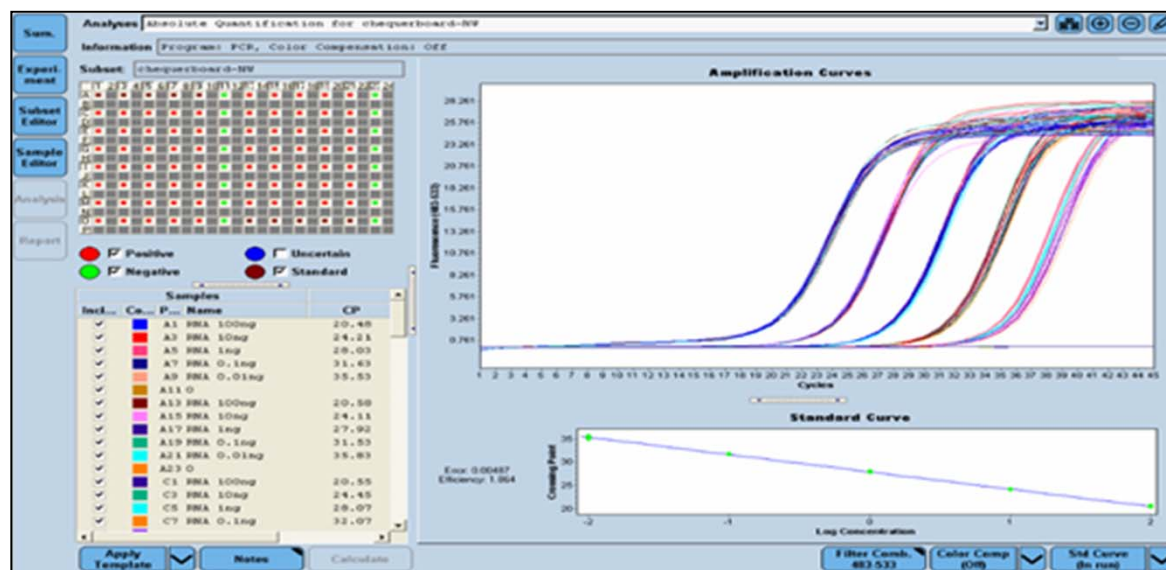 Sum.
Analyses Absolute Quantification for chequerboard-NW
Information Program: PCR, Color Compensation: Off
Experi-
ment
Subset: chequerboard-NW
Subset
Editor
Sample
Editor
Analysis
Report
Positive Uncertain
Negative Standard
Samples
Incl... Co... P... Name CP
A1 RNA 100ng 20.48
A3 RNA 10ng 24.21
A5 RNA 1ng 28.03
A7 RNA 0.1ng 31.63
A9 RNA 0.01ng 35.53
A11 0
A13 RNA 100ng 20.58
A15 RNA 10ng 24.11
A17 RNA 1ng 27.92
A19 RNA 0.1ng 31.53
A21 RNA 0.01ng 35.83
A23 0
C1 RNA 100ng 20.55
C3 RNA 10ng 24.45
C5 RNA 1ng 28.07
C7 RNA 0.1ng 32.07
Amplification Curves
Fluorescence (483-533)
28.261
25.761
23.261
20.761
18.261
15.761
13.261
10.761
8.261
5.761
3.261
0.761
1 2 3 4 5 6 7 8 9 10 11 12 13 14 15 16 17 18 19 20 21 22 23 24 25 26 27 28 29 30 31 32 33 34 35 36 37 38 39 40 41 42 43 44 45
Cycles
Standard Curve
Error: 0.00487
Efficiency: 1.864
Crossing Point
35
30
25
20
-2 -1 0 1 2
Log Concentration
Apply
Template
Notes
Calculate
Filter Comb.
483-533
Color Comp
(Off)
Std Curve
(In run)